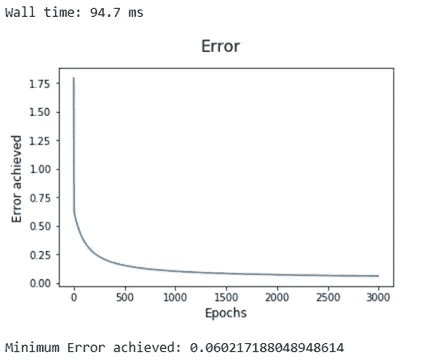 Wall time: 94.7 ms
Error
1.75
1.50
1.25
1.00
0.75
0.50
0.25
0.00
Error achieved
0 500 1000 1500 2000 2500 3000
Epochs
Minimum Error achieved: 0.060217188048948614